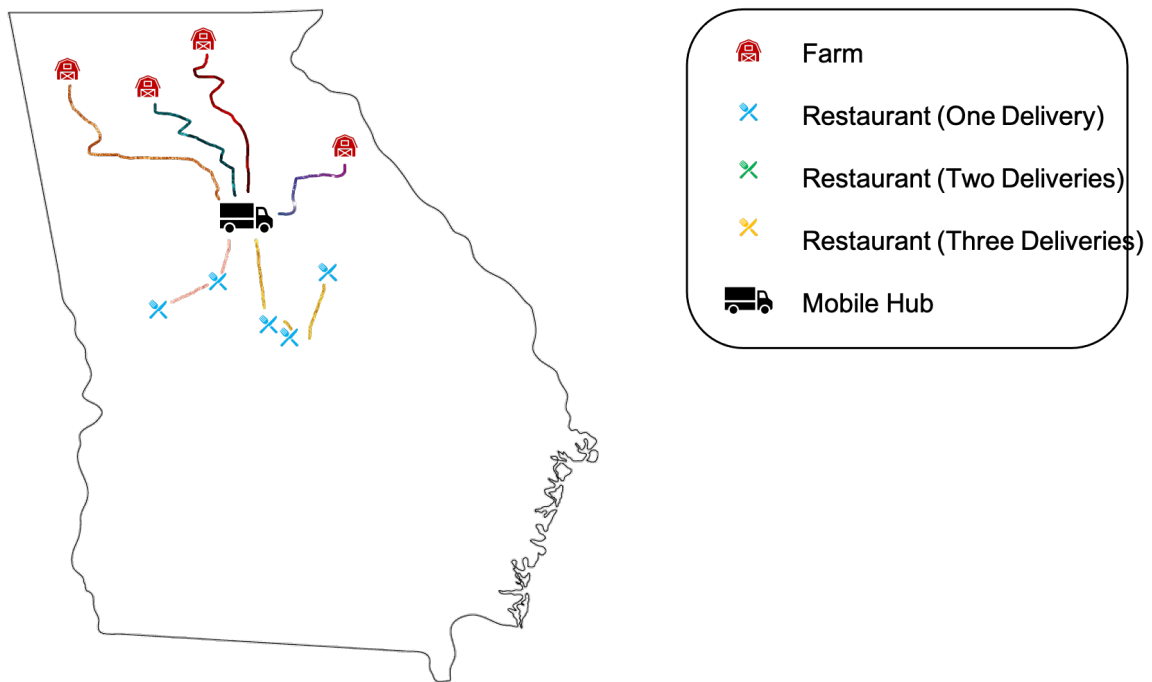 Farm
Restaurant (One Delivery)
Restaurant (Two Deliveries)
Restaurant (Three Deliveries)
Mobile Hub